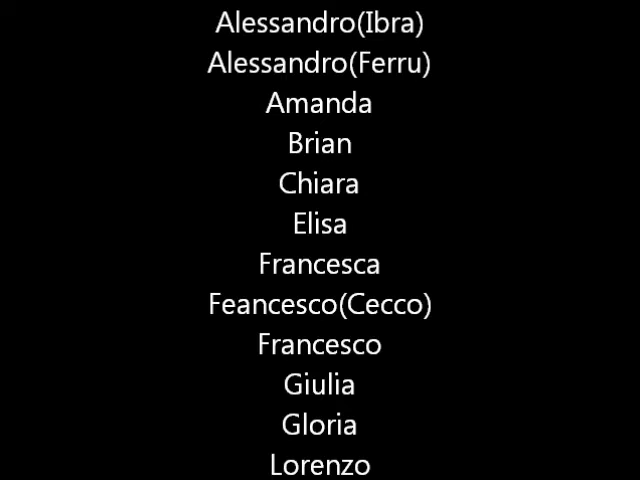 Alessandro(Ibra)
Alessandro(Ferru)
Amanda
Brian
Chiara
Elisa
Francesca
Feancesco(Cecco)
Francesco
Giulia
Gloria
Lorenzo